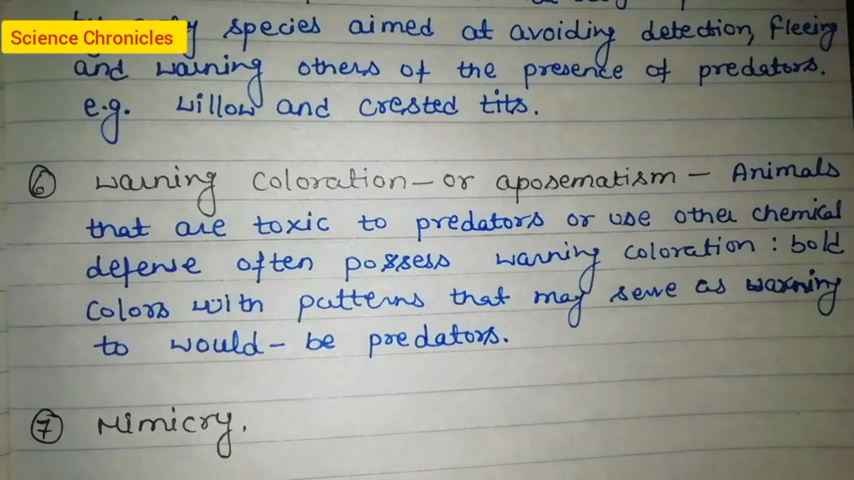 Science Chronicles
species aimed at avoiding detection, fleeing
and warning others of the presence of predators.
e.g. willow and crested tits.
⑥ Warning coloration - or aposematism - Animals
that are toxic to predators or use other chemical
defense often possess warning coloration : bold
colors with patterns that may serve as warning
to would-be predators.
⑦ Mimicry.